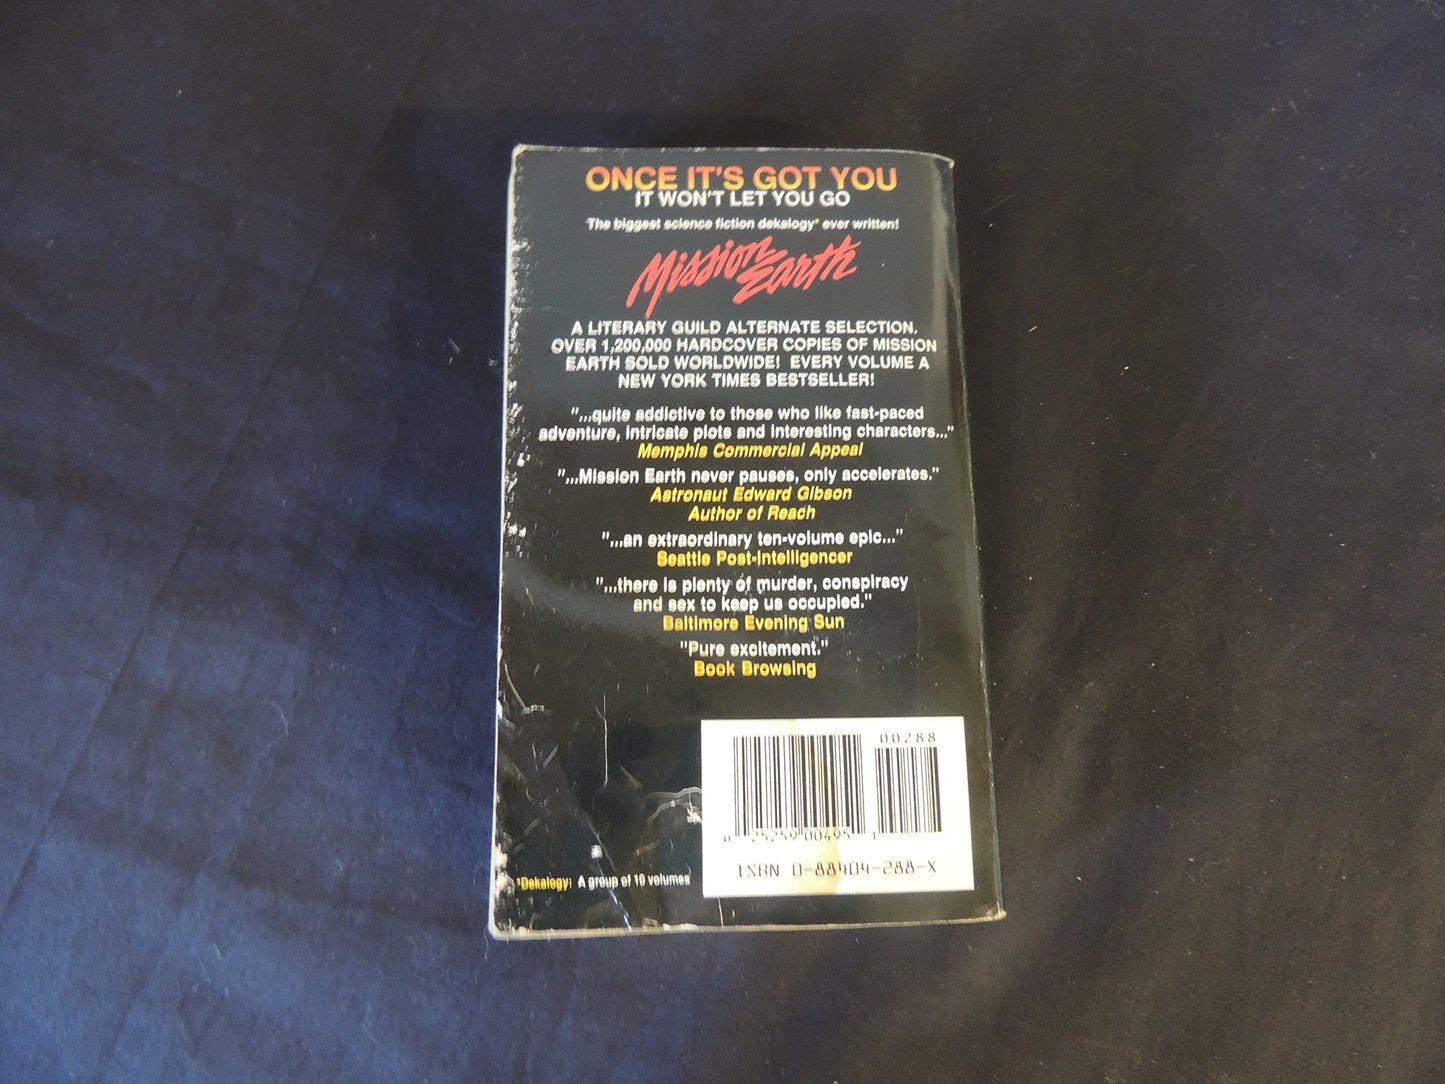 ONCE IT'S GOT YOU
IT WON'T LET YOU GO
The biggest science fiction dekalogy* ever written!
Mission Earth
A LITERARY GUILD ALTERNATE SELECTION.
OVER 1,200,000 HARDCOVER COPIES OF MISSION
EARTH SOLD WORLDWIDE! EVERY VOLUME A
NEW YORK TIMES BESTSELLER!
"...quite addictive to those who like fast-paced
adventure, intricate plots and interesting characters..."
Memphis Commercial Appeal
"...Mission Earth never pauses, only accelerates."
Astronaut Edward Gibson
Author of Reach
"...an extraordinary ten-volume epic..."
Seattle Post-Intelligencer
"...there is plenty of murder, conspiracy
and sex to keep us occupied."
Baltimore Evening Sun
"Pure excitement."
Book Browsing
00288
0 25259 00495 1
ISBN 0-88404-288-X
*Dekalogy: A group of 10 volumes